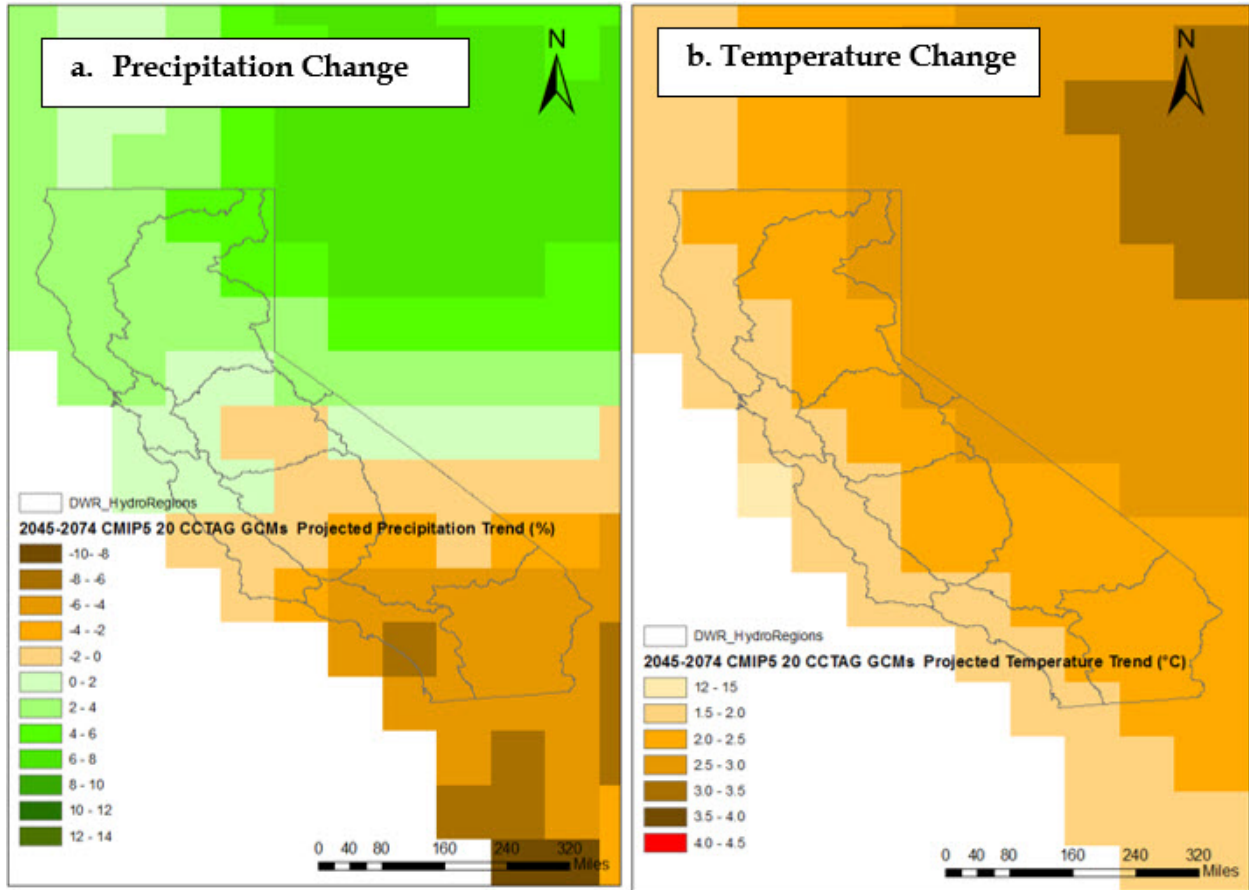 a. Precipitation Change
N
DWR_HydroRegions
2045-2074 CMIP5 20 CCTAG GCMs Projected Precipitation Trend (%)
-10- -8
-8 - -6
-6 - -4
-4 - -2
-2 - 0
0 - 2
2 - 4
4 - 6
6 - 8
8 - 10
10 - 12
12 - 14
0 40 80 160 240 320
Miles
b. Temperature Change
N
DWR_HydroRegions
2045-2074 CMIP5 20 CCTAG GCMs Projected Temperature Trend (°C)
12 - 15
1.5 - 2.0
2.0 - 2.5
2.5 - 3.0
3.0 - 3.5
3.5 - 4.0
4.0 - 4.5
0 40 80 160 240 320
Miles